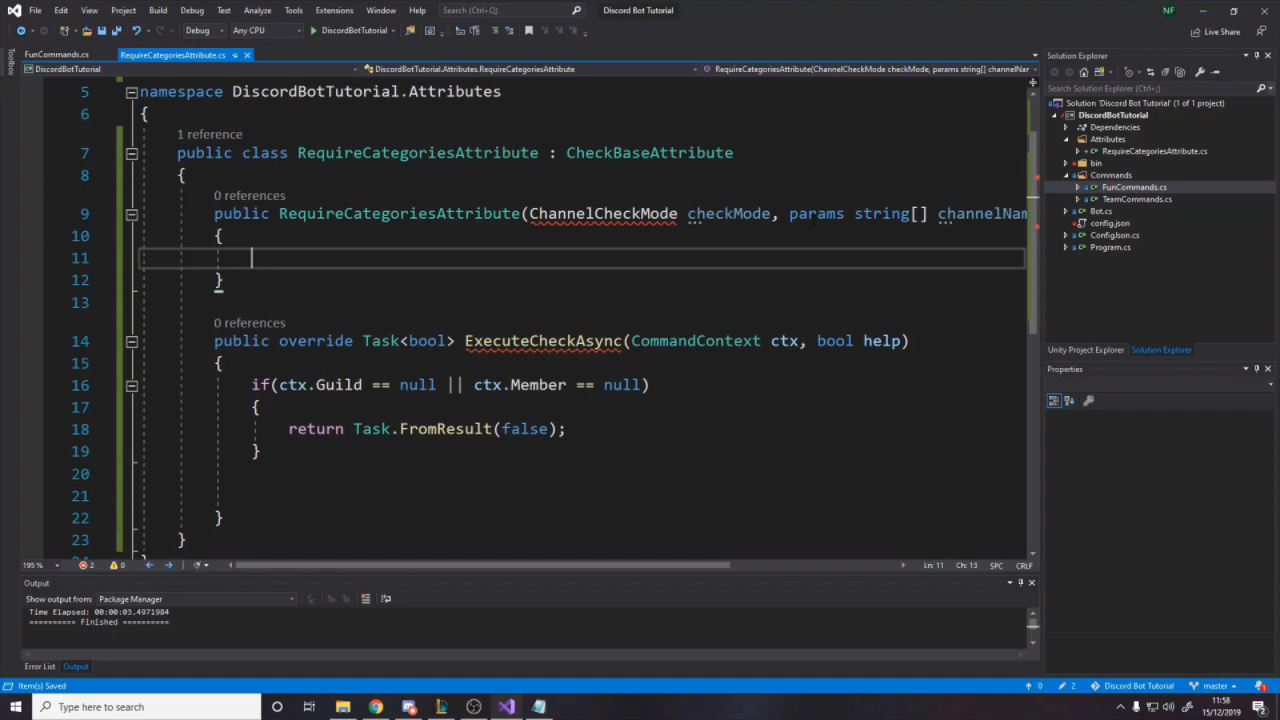 File Edit View Project Build Debug Test Analyze Tools Extensions Window Help Search (Ctrl+Q) Discord Bot Tutorial NF
Debug Any CPU DiscordBotTutorial Live Share
Toolbox
FunCommands.cs RequireCategoriesAttribute.cs
DiscordBotTutorial DiscordBotTutorial.Attributes.RequireCategoriesAttribute RequireCategoriesAttribute(ChannelCheckMode checkMode, params string[] channelNar
5 namespace DiscordBotTutorial.Attributes
6 {
1 reference
7 public class RequireCategoriesAttribute : CheckBaseAttribute
8 {
0 references
9 public RequireCategoriesAttribute(ChannelCheckMode checkMode, params string[] channelNam
10 {
11
12 }
13
0 references
14 public override Task<bool> ExecuteCheckAsync(CommandContext ctx, bool help)
15 {
16 if(ctx.Guild == null || ctx.Member == null)
17 {
18 return Task.FromResult(false);
19 }
20
21
22 }
23 }
24 }
195 % 2 0 Ln: 11 Ch: 13 SPC CRLF
Output
Show output from: Package Manager
Time Elapsed: 00:00:03.4971984
========== Finished ==========
Error List Output
Solution Explorer
Search Solution Explorer (Ctrl+;)
Solution 'Discord Bot Tutorial' (1 of 1 project)
DiscordBotTutorial
Dependencies
Attributes
RequireCategoriesAttribute.cs
bin
Commands
FunCommands.cs
TeamCommands.cs
Bot.cs
config.json
ConfigJson.cs
Program.cs
Unity Project Explorer Solution Explorer
Properties
Item(s) Saved 0 2 Discord Bot Tutorial master 1
Type here to search 11:58
15/12/2019 2